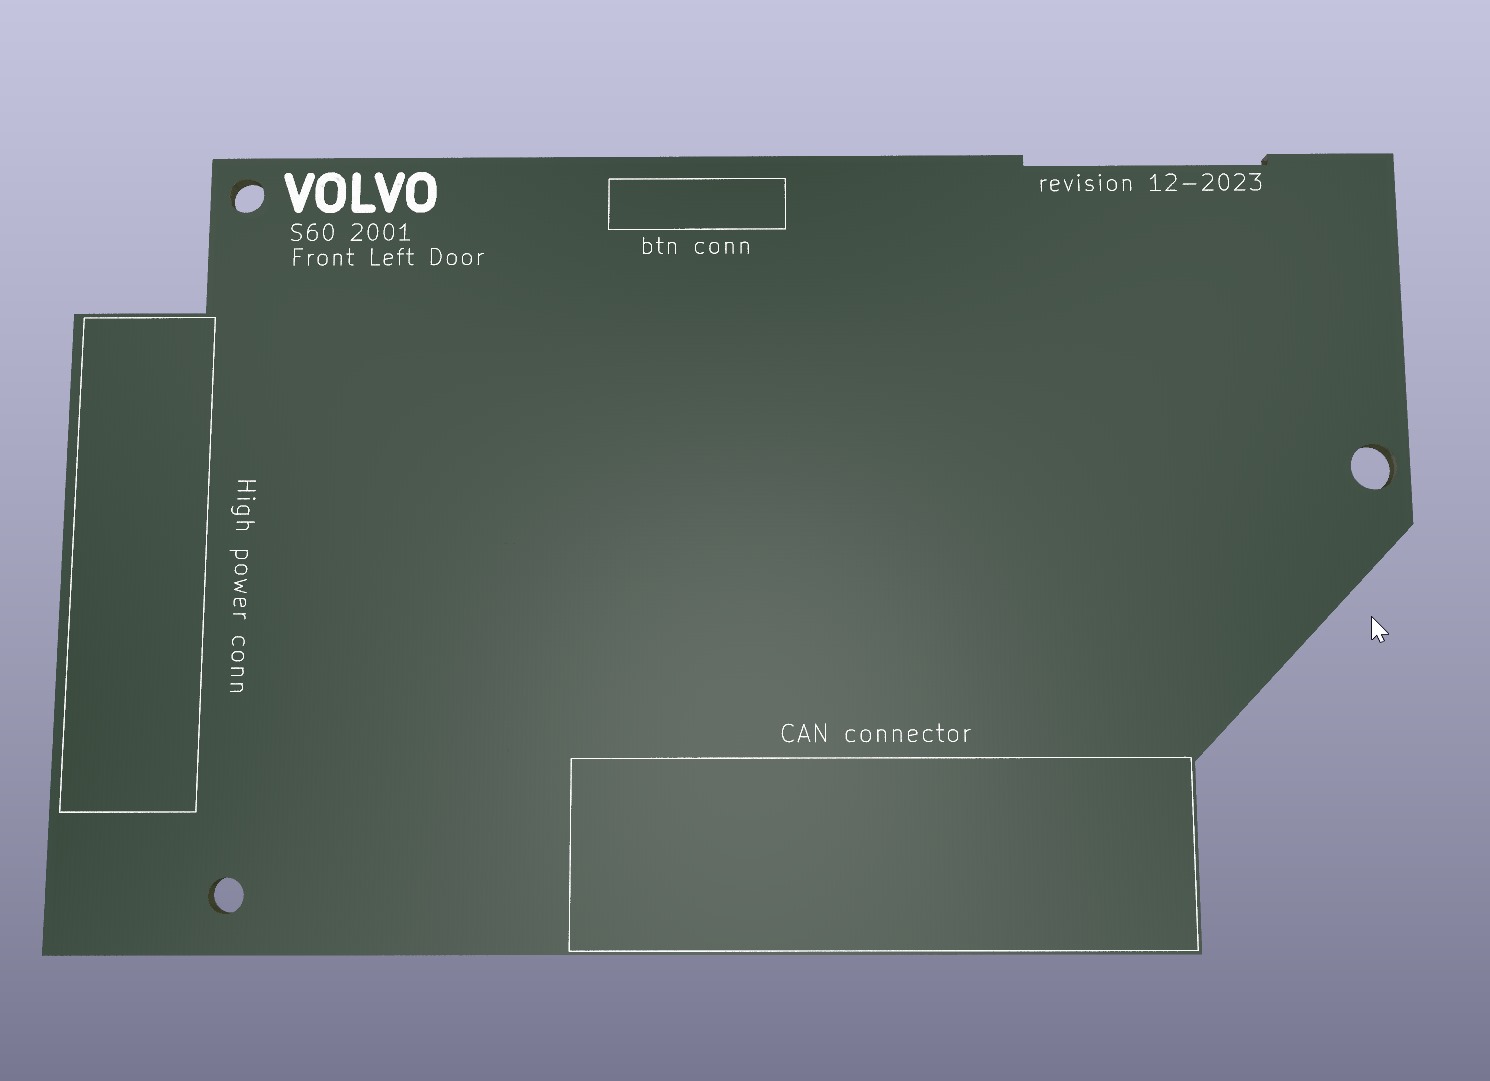 VOLVO
S60 2001
Front Left Door
btn conn
revision 12-2023
High power conn
CAN connector